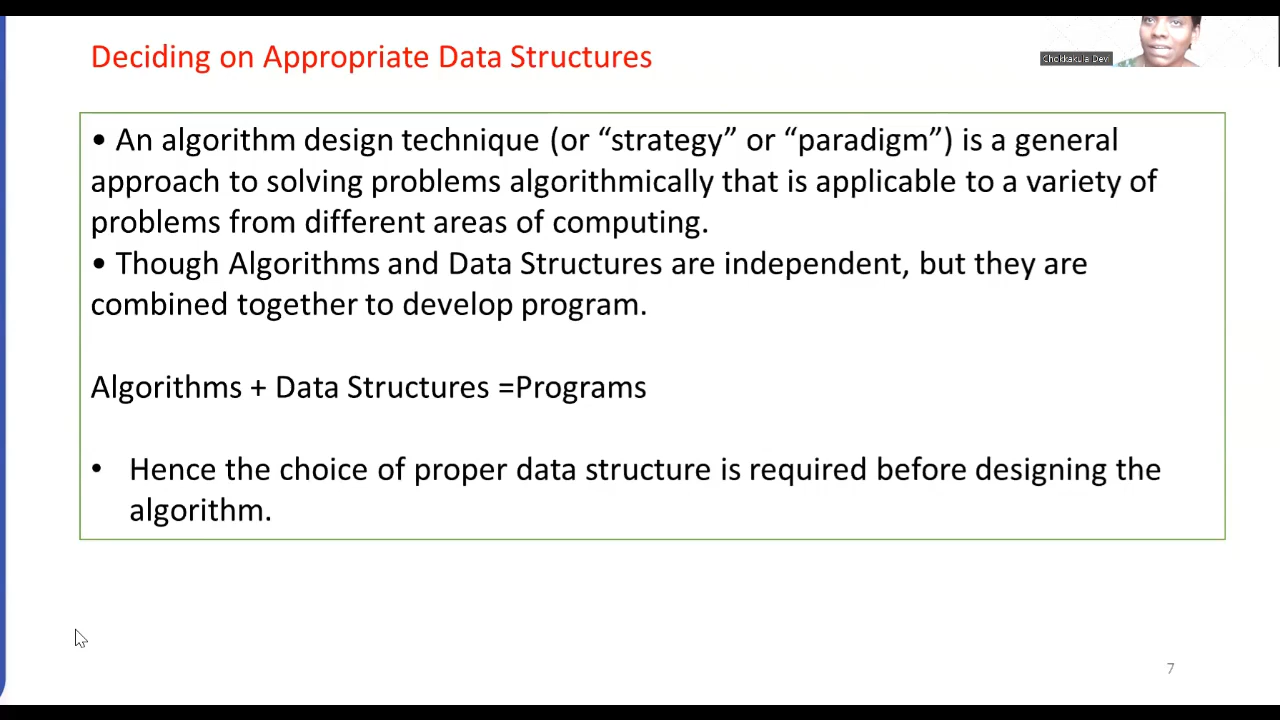 Deciding on Appropriate Data Structures
Chokkakula Devi
• An algorithm design technique (or “strategy” or “paradigm”) is a general
approach to solving problems algorithmically that is applicable to a variety of
problems from different areas of computing.
• Though Algorithms and Data Structures are independent, but they are
combined together to develop program.
Algorithms + Data Structures =Programs
• Hence the choice of proper data structure is required before designing the
algorithm.
7